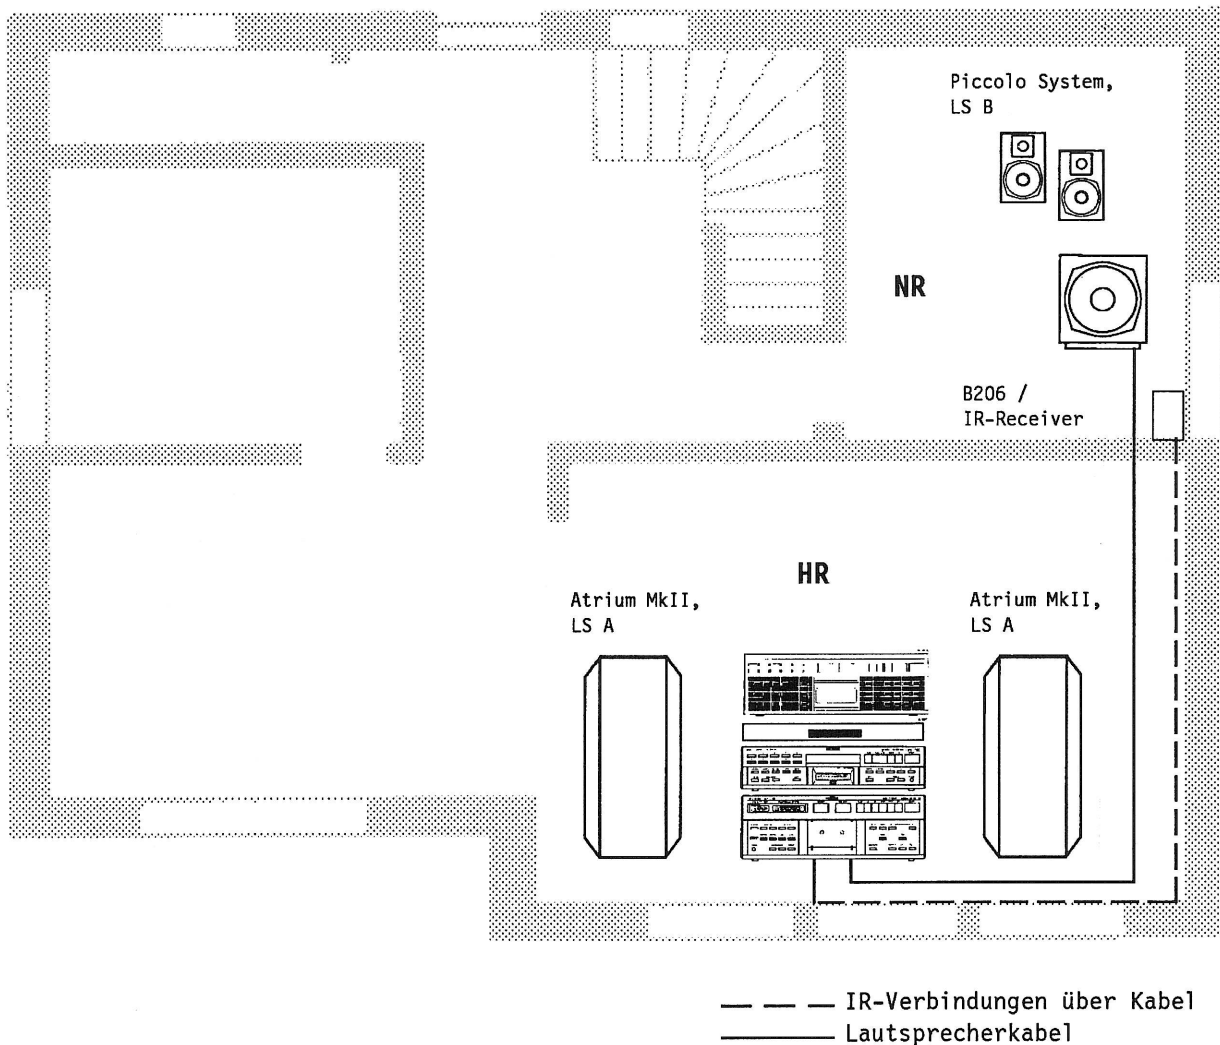 Piccolo System,
LS B
NR
B206 /
IR-Receiver
HR
Atrium MkII,
LS A
Atrium MkII,
LS A
IR-Verbindungen über Kabel
Lautsprecherkabel